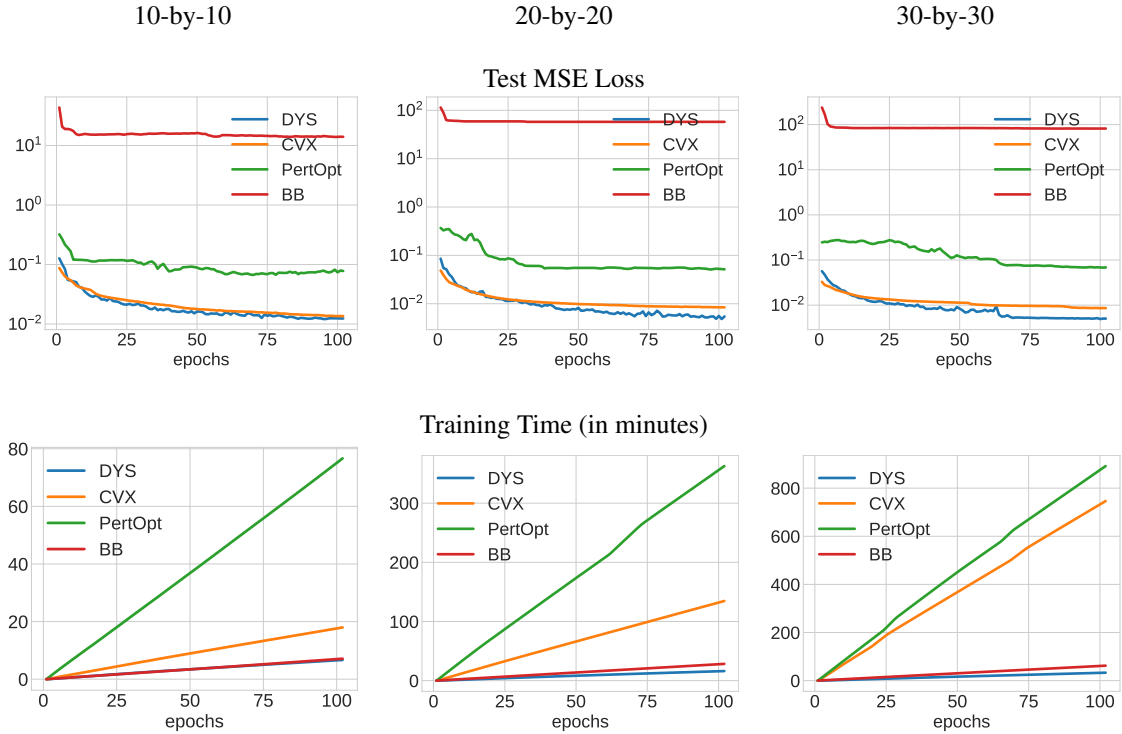 10-by-10 20-by-20 30-by-30
Test MSE Loss
10^1
10^0
10^-1
10^-2
DYS
CVX
PertOpt
BB
0 25 50 75 100
epochs
10^2
10^1
10^0
10^-1
10^-2
DYS
CVX
PertOpt
BB
0 25 50 75 100
epochs
10^2
10^1
10^0
10^-1
10^-2
DYS
CVX
PertOpt
BB
0 25 50 75 100
epochs
Training Time (in minutes)
80
60
40
20
0
DYS
CVX
PertOpt
BB
0 25 50 75 100
epochs
300
200
100
0
DYS
CVX
PertOpt
BB
0 25 50 75 100
epochs
800
600
400
200
0
DYS
CVX
PertOpt
BB
0 25 50 75 100
epochs